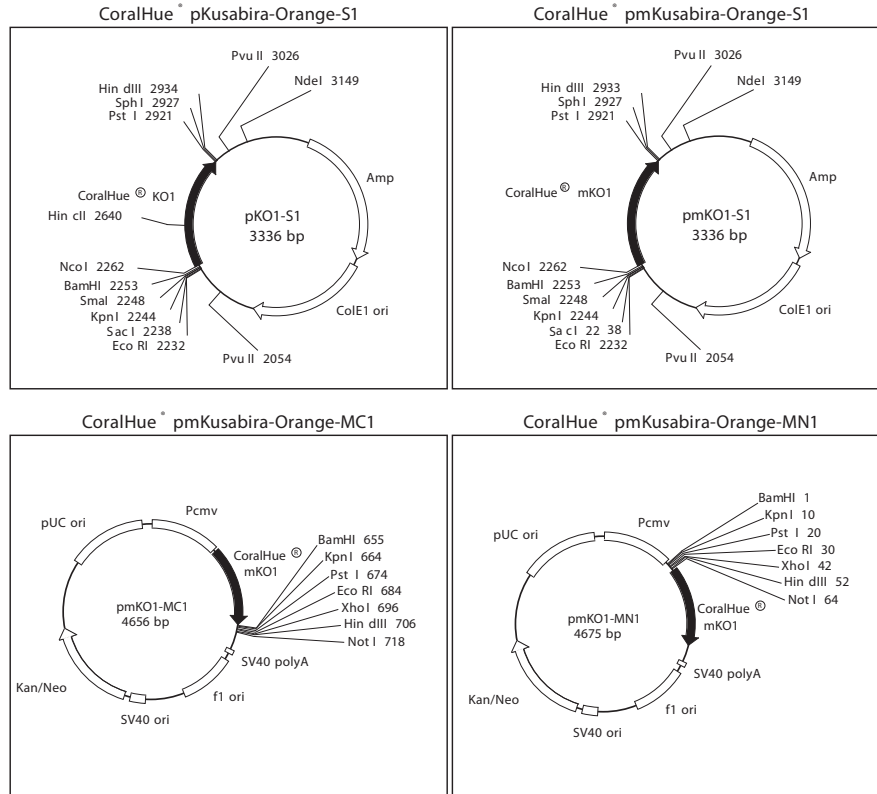 CoralHue ® pKusabira-Orange-S1
Pvu II 3026
NdeI 3149
Hin dIII 2934
Sph I 2927
Pst I 2921
Amp
CoralHue ® KO1
Hin cII 2640
pKO1-S1
3336 bp
Nco I 2262
BamHI 2253
SmaI 2248
Kpn I 2244
Sac I 2238
Eco RI 2232
ColE1 ori
Pvu II 2054
CoralHue ® pmKusabira-Orange-S1
Pvu II 3026
NdeI 3149
Hin dIII 2933
Sph I 2927
Pst I 2921
Amp
CoralHue ® mKO1
pmKO1-S1
3336 bp
Nco I 2262
BamHI 2253
SmaI 2248
Kpn I 2244
Sa c I 22 38
Eco RI 2232
ColE1 ori
Pvu II 2054
CoralHue ® pmKusabira-Orange-MC1
pUC ori
Pcmv
CoralHue ®
mKO1
BamHI 655
Kpn I 664
Pst I 674
Eco RI 684
Xho I 696
Hin dIII 706
Not I 718
pmKO1-MC1
4656 bp
SV40 polyA
f1 ori
SV40 ori
Kan/Neo
CoralHue ® pmKusabira-Orange-MN1
pUC ori
Pcmv
BamHI 1
Kpn I 10
Pst I 20
Eco RI 30
Xho I 42
Hin dIII 52
Not I 64
CoralHue ®
mKO1
pmKO1-MN1
4675 bp
SV40 polyA
f1 ori
SV40 ori
Kan/Neo